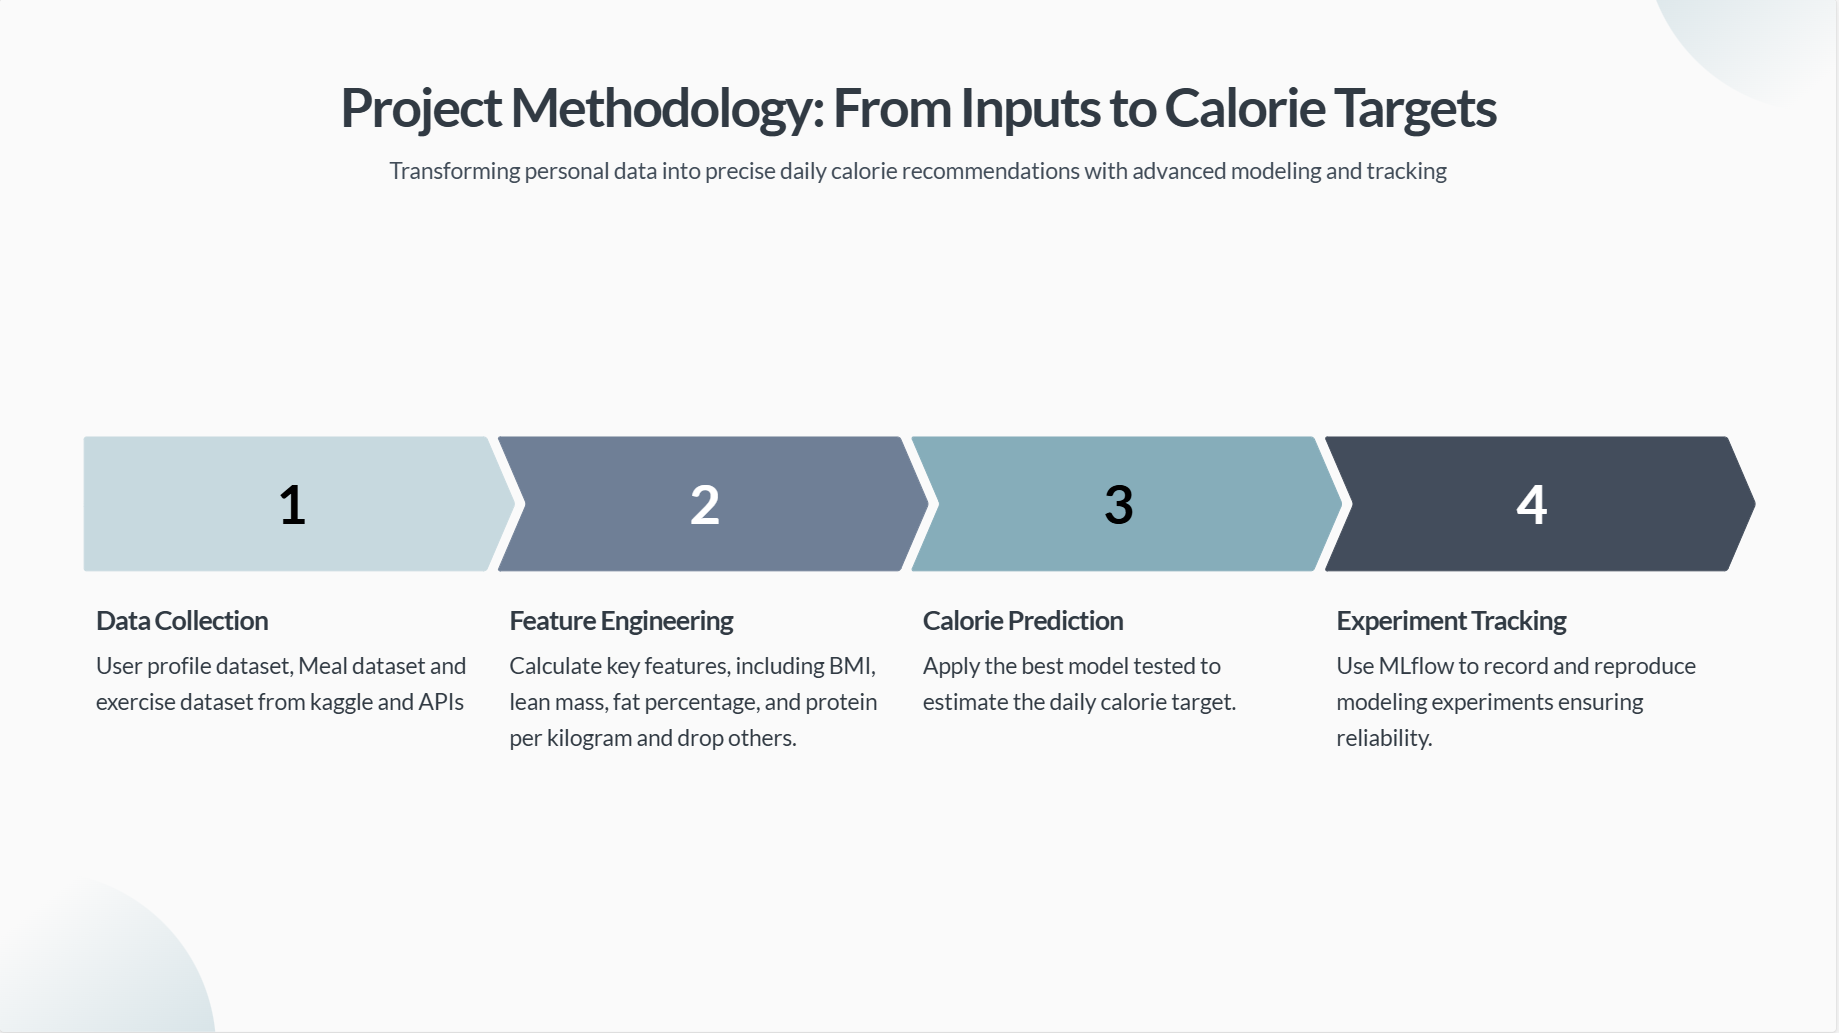 Project Methodology: From Inputs to Calorie Targets
Transforming personal data into precise daily calorie recommendations with advanced modeling and tracking
1
2
3
4
Data Collection
User profile dataset, Meal dataset and
exercise dataset from kaggle and APIs
Feature Engineering
Calculate key features, including BMI,
lean mass, fat percentage, and protein
per kilogram and drop others.
Calorie Prediction
Apply the best model tested to
estimate the daily calorie target.
Experiment Tracking
Use MLflow to record and reproduce
modeling experiments ensuring
reliability.